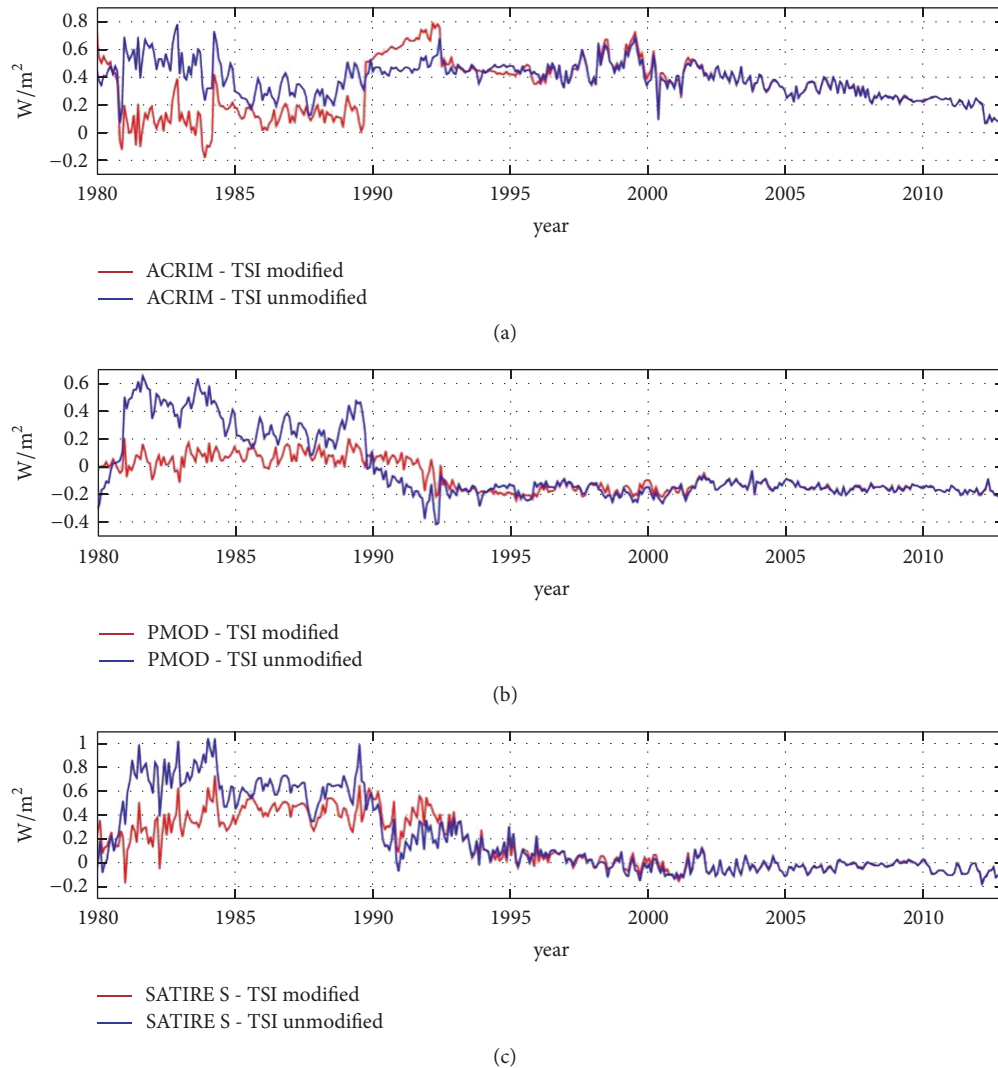 0.8
0.6
0.4
0.2
0
−0.2
W/m²
1980 1985 1990 1995 2000 2005 2010
year
ACRIM - TSI modified
ACRIM - TSI unmodified
(a)
0.6
0.4
0.2
0
−0.2
−0.4
W/m²
1980 1985 1990 1995 2000 2005 2010
year
PMOD - TSI modified
PMOD - TSI unmodified
(b)
1
0.8
0.6
0.4
0.2
0
−0.2
W/m²
1980 1985 1990 1995 2000 2005 2010
year
SATIRE S - TSI modified
SATIRE S - TSI unmodified
(c)